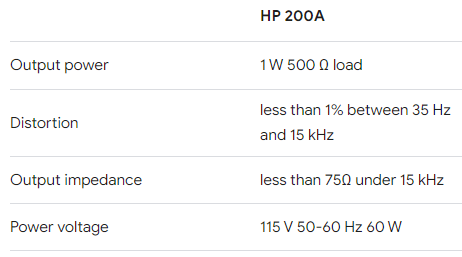 HP 200A
Output power 1 W 500 Ω load
less than 1% between 35 Hz
Distortion
and 15 kHz
Output impedance less than 75Ω under 15 kHz
Power voltage 115 V 50-60 Hz 60 W